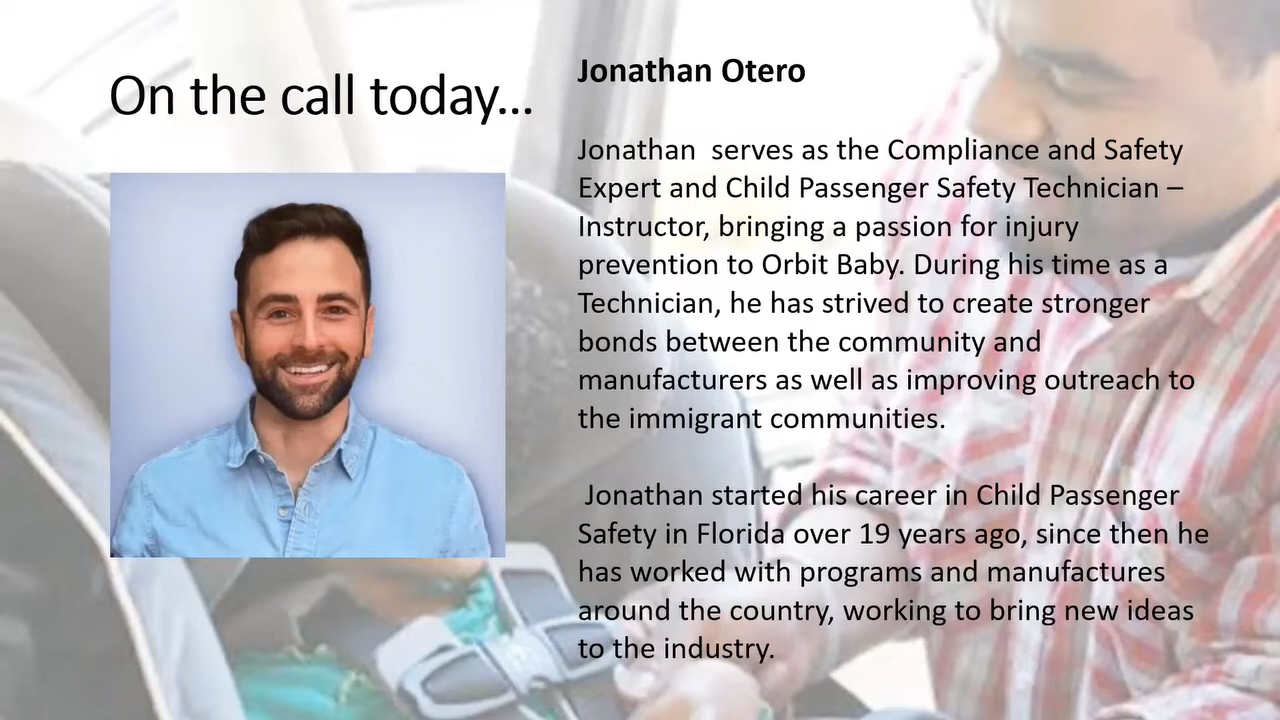 On the call today...
Jonathan Otero
Jonathan  serves as the Compliance and Safety
Expert and Child Passenger Safety Technician –
Instructor, bringing a passion for injury
prevention to Orbit Baby. During his time as a
Technician, he has strived to create stronger
bonds between the community and
manufacturers as well as improving outreach to
the immigrant communities.
Jonathan started his career in Child Passenger
Safety in Florida over 19 years ago, since then he
has worked with programs and manufactures
around the country, working to bring new ideas
to the industry.